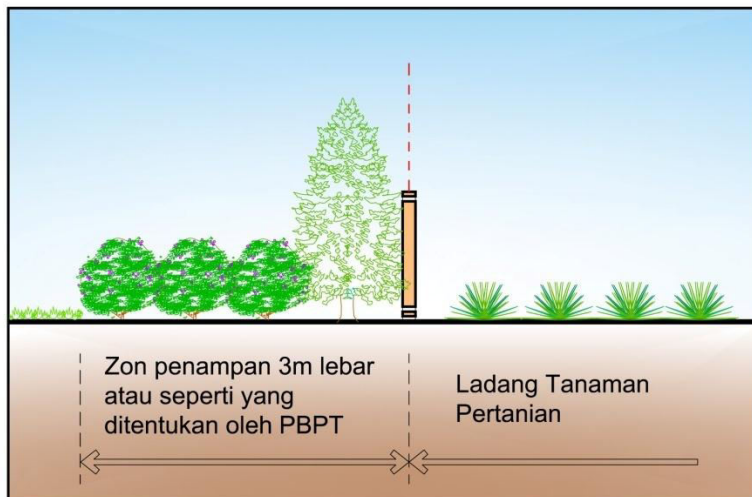 Zon penampan 3m lebar
atau seperti yang
ditentukan oleh PBPT
Ladang Tanaman
Pertanian